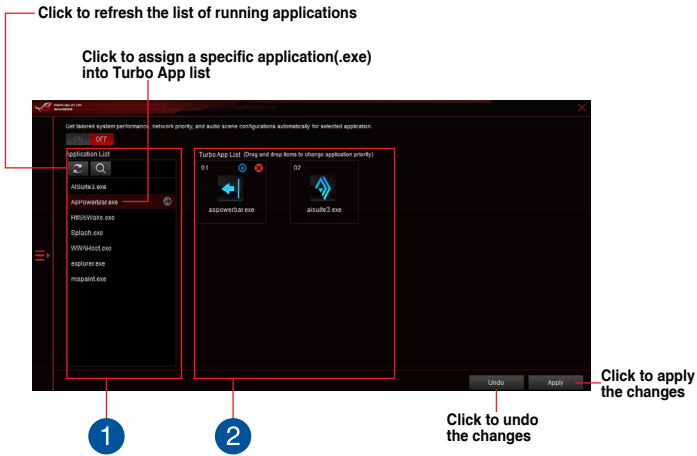 Click to refresh the list of running applications
Click to assign a specific application(.exe)
into Turbo App list
REPUBLIC OF
GAMERS
Get tailored system performance, network priority, and audio scene configurations automatically for selected application.
ON OFF
Application List
Turbo App List (Drag and drop items to change application priority)
01
02
AISuite3.exe
AsPowerBar.exe
aspowerbar.exe
aisuite3.exe
Splash.exe
WWAHost.exe
explorer.exe
mspaint.exe
Undo
Apply
Click to apply
the changes
Click to undo
the changes
1
2